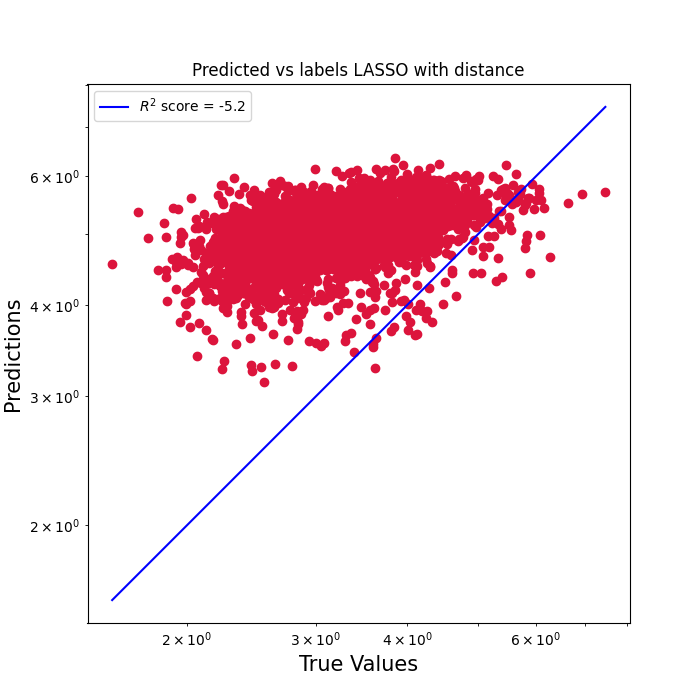 Predicted vs labels LASSO with distance
R² score = -5.2
6 × 10⁰
4 × 10⁰
3 × 10⁰
2 × 10⁰
Predictions
2 × 10⁰ 3 × 10⁰ 4 × 10⁰ 6 × 10⁰
True Values